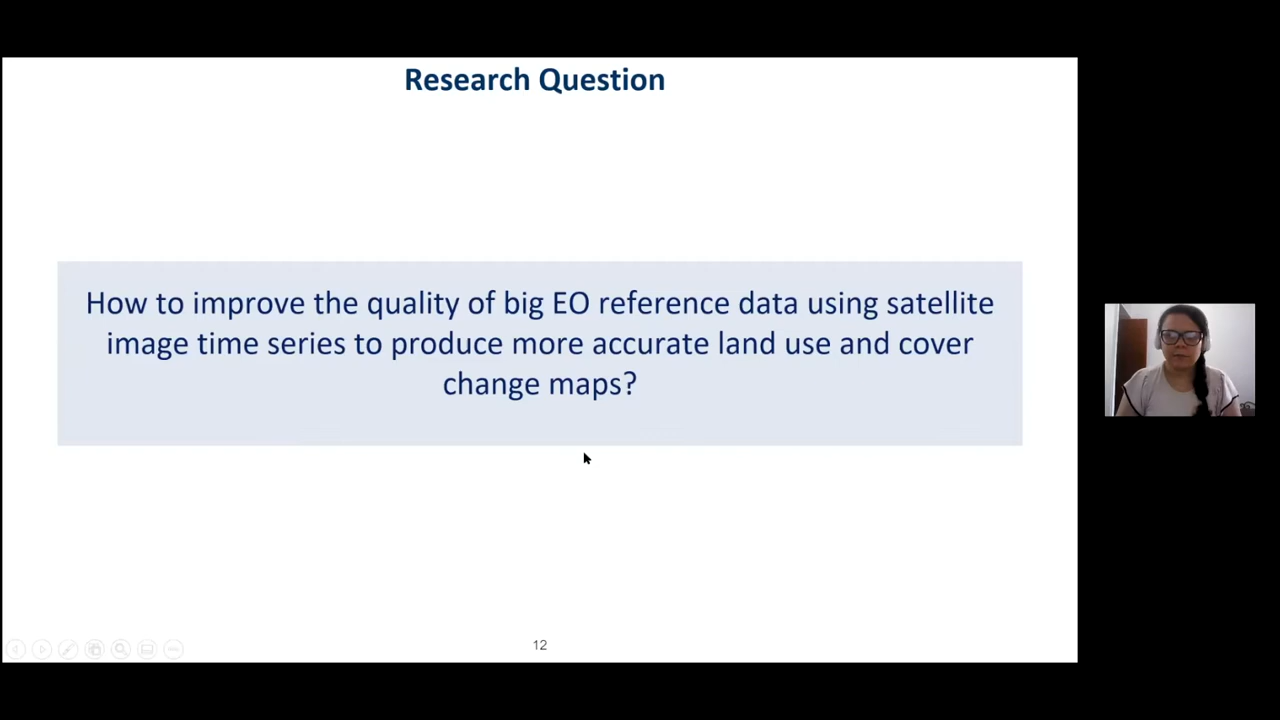 Research Question
How to improve the quality of big EO reference data using satellite
image time series to produce more accurate land use and cover
change maps?
12